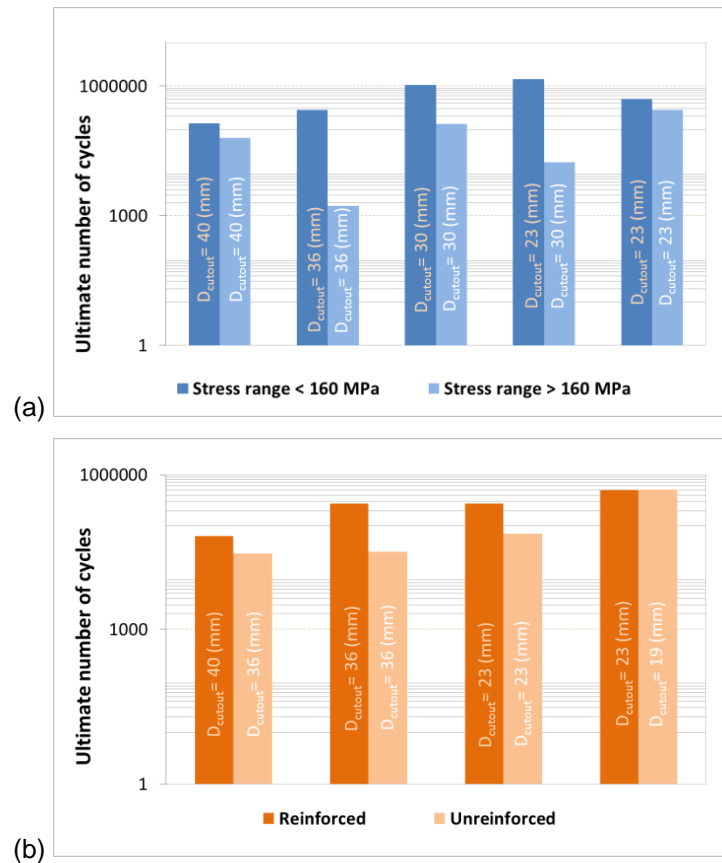 Ultimate number of cycles
1000000
1000
1
Dcutout= 40 (mm)
Dcutout= 40 (mm)
Dcutout= 36 (mm)
Dcutout= 36 (mm)
Dcutout= 30 (mm)
Dcutout= 30 (mm)
Dcutout= 23 (mm)
Dcutout= 30 (mm)
Dcutout= 23 (mm)
Dcutout= 23 (mm)
Stress range < 160 MPa
Stress range > 160 MPa
(a)
Ultimate number of cycles
1000000
1000
1
Dcutout= 40 (mm)
Dcutout= 36 (mm)
Dcutout= 36 (mm)
Dcutout= 36 (mm)
Dcutout= 23 (mm)
Dcutout= 23 (mm)
Dcutout= 23 (mm)
Dcutout= 19 (mm)
Reinforced
Unreinforced
(b)